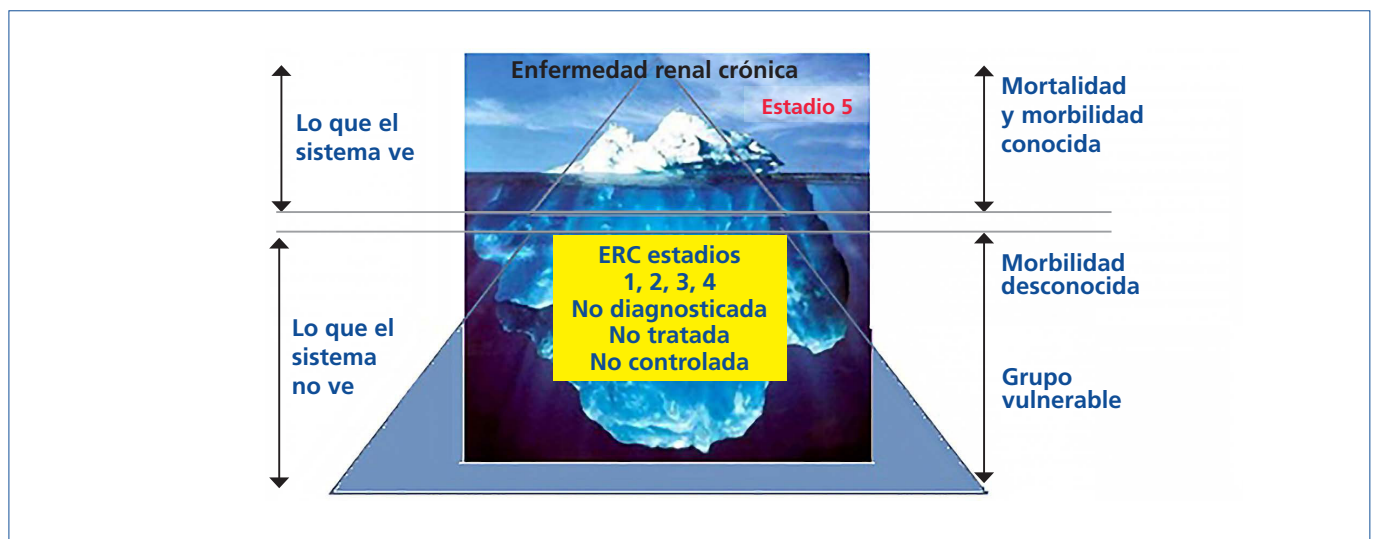 Enfermedad renal crónica
Estadio 5
Lo que el
sistema ve
Mortalidad
y morbilidad
conocida
ERC estadios
1, 2, 3, 4
No diagnosticada
No tratada
No controlada
Lo que el
sistema
no ve
Morbilidad
desconocida
Grupo
vulnerable